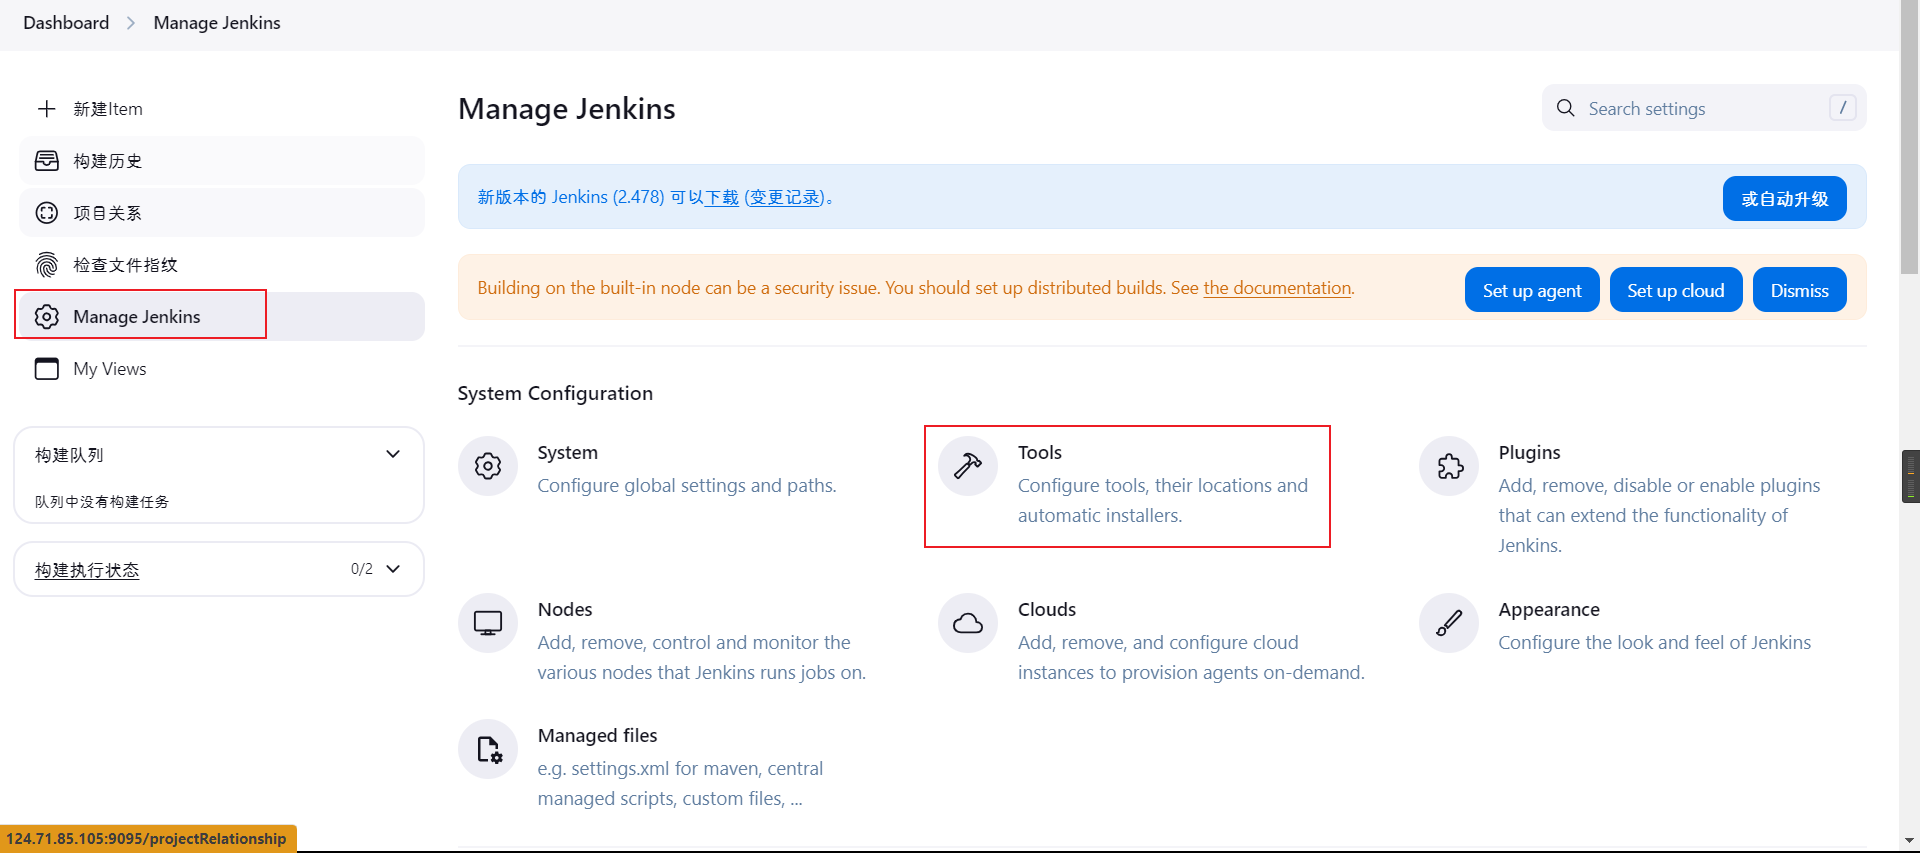 Dashboard
Manage Jenkins
新建Item
构建历史
项目关系
检查文件指纹
Manage Jenkins
My Views
构建队列
队列中没有构建任务
构建执行状态
0/2
Manage Jenkins
Search settings
/
新版本的 Jenkins (2.478) 可以下载 (变更记录)。
或自动升级
Building on the built-in node can be a security issue. You should set up distributed builds. See the documentation.
Set up agent
Set up cloud
Dismiss
System Configuration
System
Configure global settings and paths.
Tools
Configure tools, their locations and
automatic installers.
Plugins
Add, remove, disable or enable plugins
that can extend the functionality of
Jenkins.
Nodes
Add, remove, control and monitor the
various nodes that Jenkins runs jobs on.
Clouds
Add, remove, and configure cloud
instances to provision agents on-demand.
Appearance
Configure the look and feel of Jenkins
Managed files
e.g. settings.xml for maven, central
managed scripts, custom files, ...
124.71.85.105:9095/projectRelationship